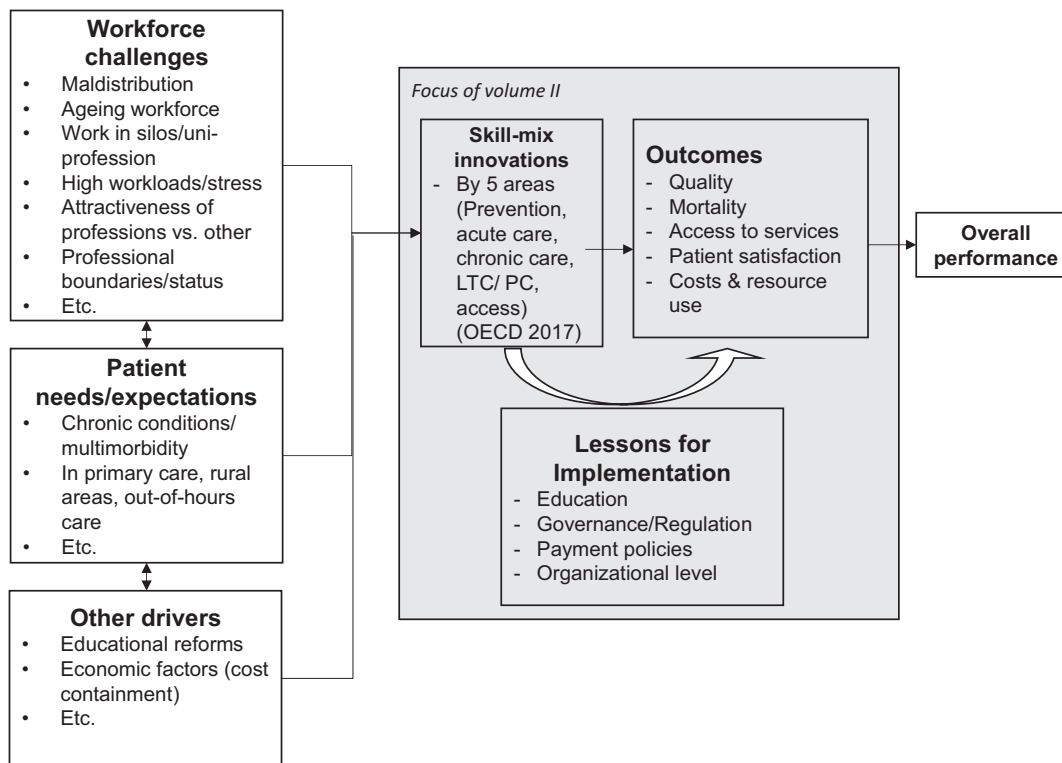 Workforce
challenges
• Maldistribution
• Ageing workforce
• Work in silos/uni-
profession
• High workloads/stress
• Attractiveness of
professions vs. other
• Professional
boundaries/status
• Etc.
Patient
needs/expectations
• Chronic conditions/
multimorbidity
• In primary care, rural
areas, out-of-hours
care
• Etc.
Other drivers
• Educational reforms
• Economic factors (cost
containment)
• Etc.
Focus of volume II
Skill-mix
innovations
- By 5 areas
(Prevention,
acute care,
chronic care,
LTC/ PC,
access)
(OECD 2017)
Outcomes
- Quality
- Mortality
- Access to services
- Patient satisfaction
- Costs & resource
use
Lessons for
Implementation
- Education
- Governance/Regulation
- Payment policies
- Organizational level
Overall
performance